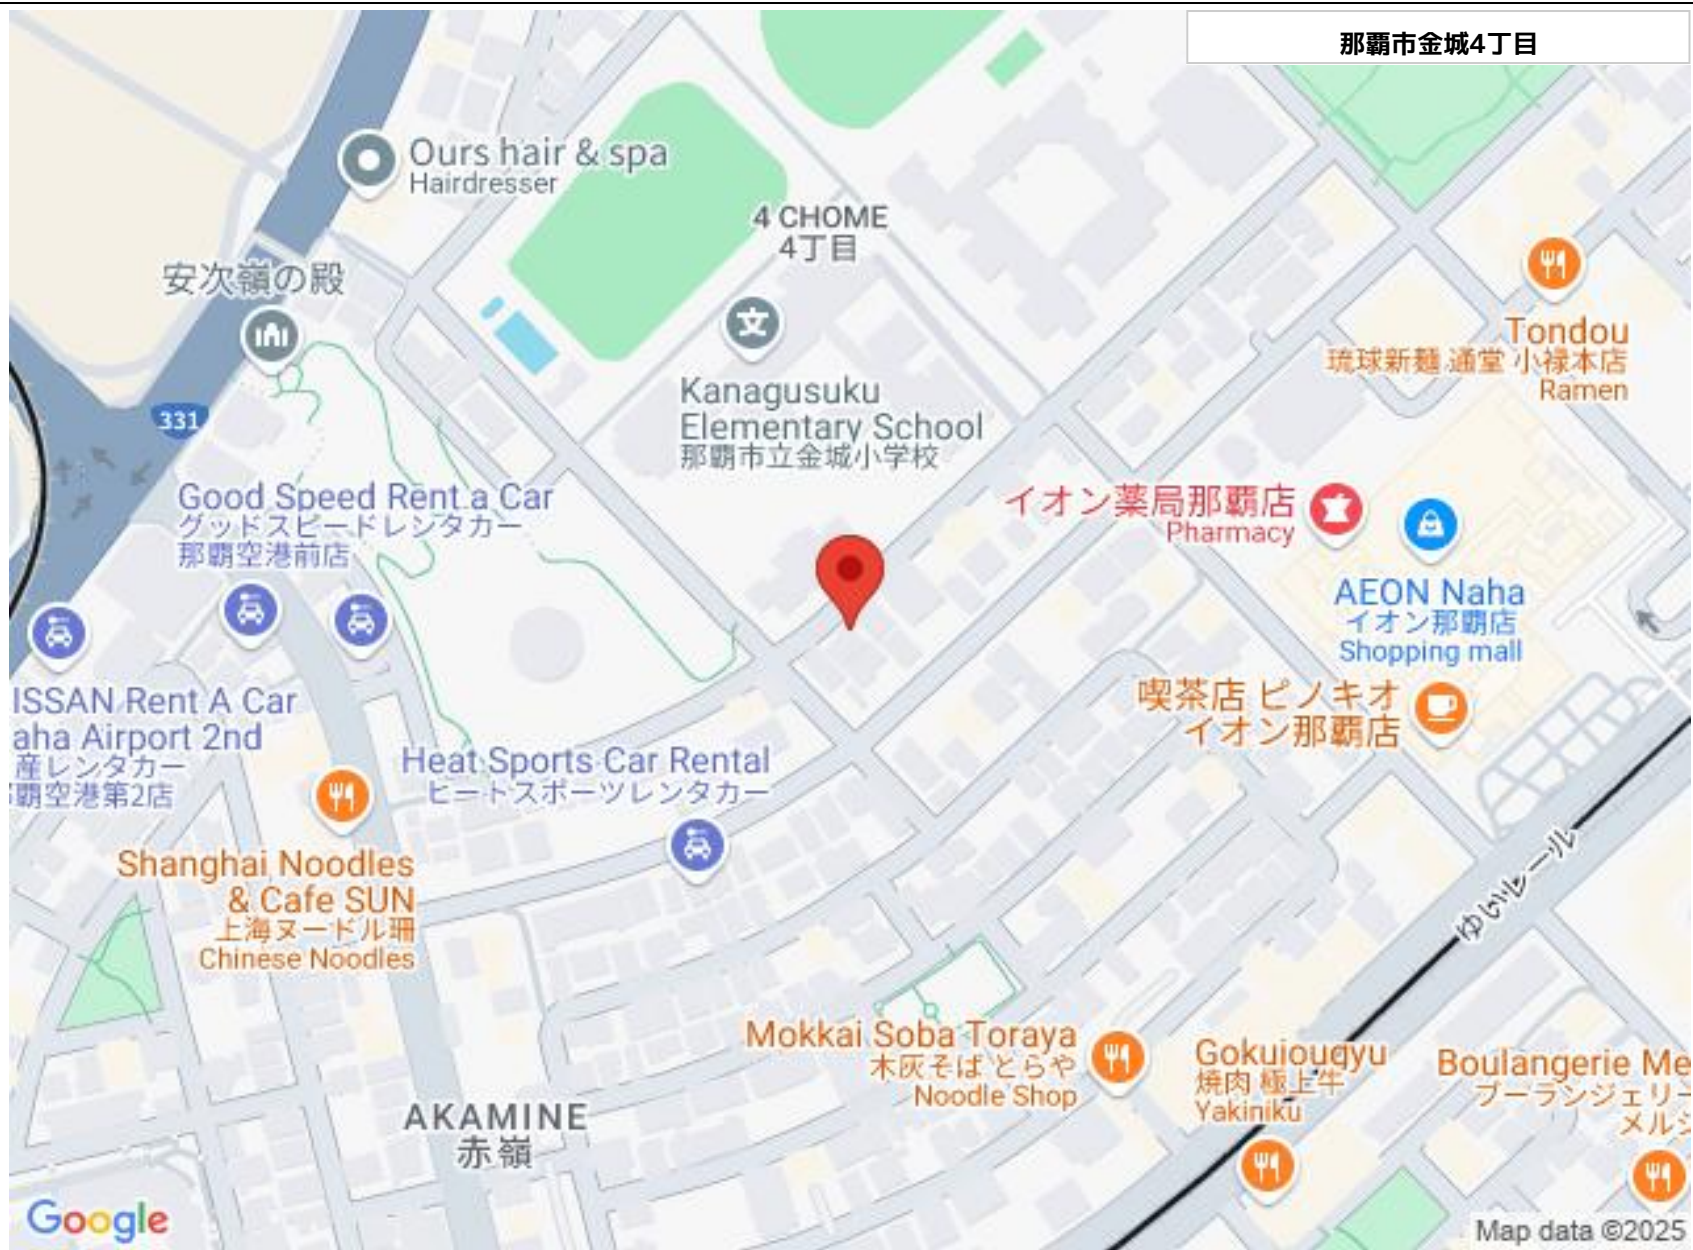 那覇市金城4丁目
Ours hair & spa
Hairdresser
4 CHOME
4丁目
安次嶺の殿
文
Tondou
琉球新麺 通堂 小禄本店
Ramen
Kanagusuku
Elementary School
那覇市立金城小学校
331
Good Speed Rent a Car
グッドスピードレンタカー
那覇空港前店
イオン薬局那覇店
Pharmacy
AEON Naha
イオン那覇店
Shopping mall
喫茶店 ピノキオ
イオン那覇店
ISSAN Rent A Car
aha Airport 2nd
産レンタカー
覇空港第2店
Heat Sports Car Rental
ヒートスポーツレンタカー
Shanghai Noodles
& Cafe SUN
上海ヌードル珊
Chinese Noodles
ゆいレール
Mokkai Soba Toraya
木灰そば とらや
Noodle Shop
Gokujougyu
焼肉 極上牛
Yakiniku
Boulangerie Me
ブーランジェリー
メルシ
AKAMINE
赤嶺
Google
Map data ©2025